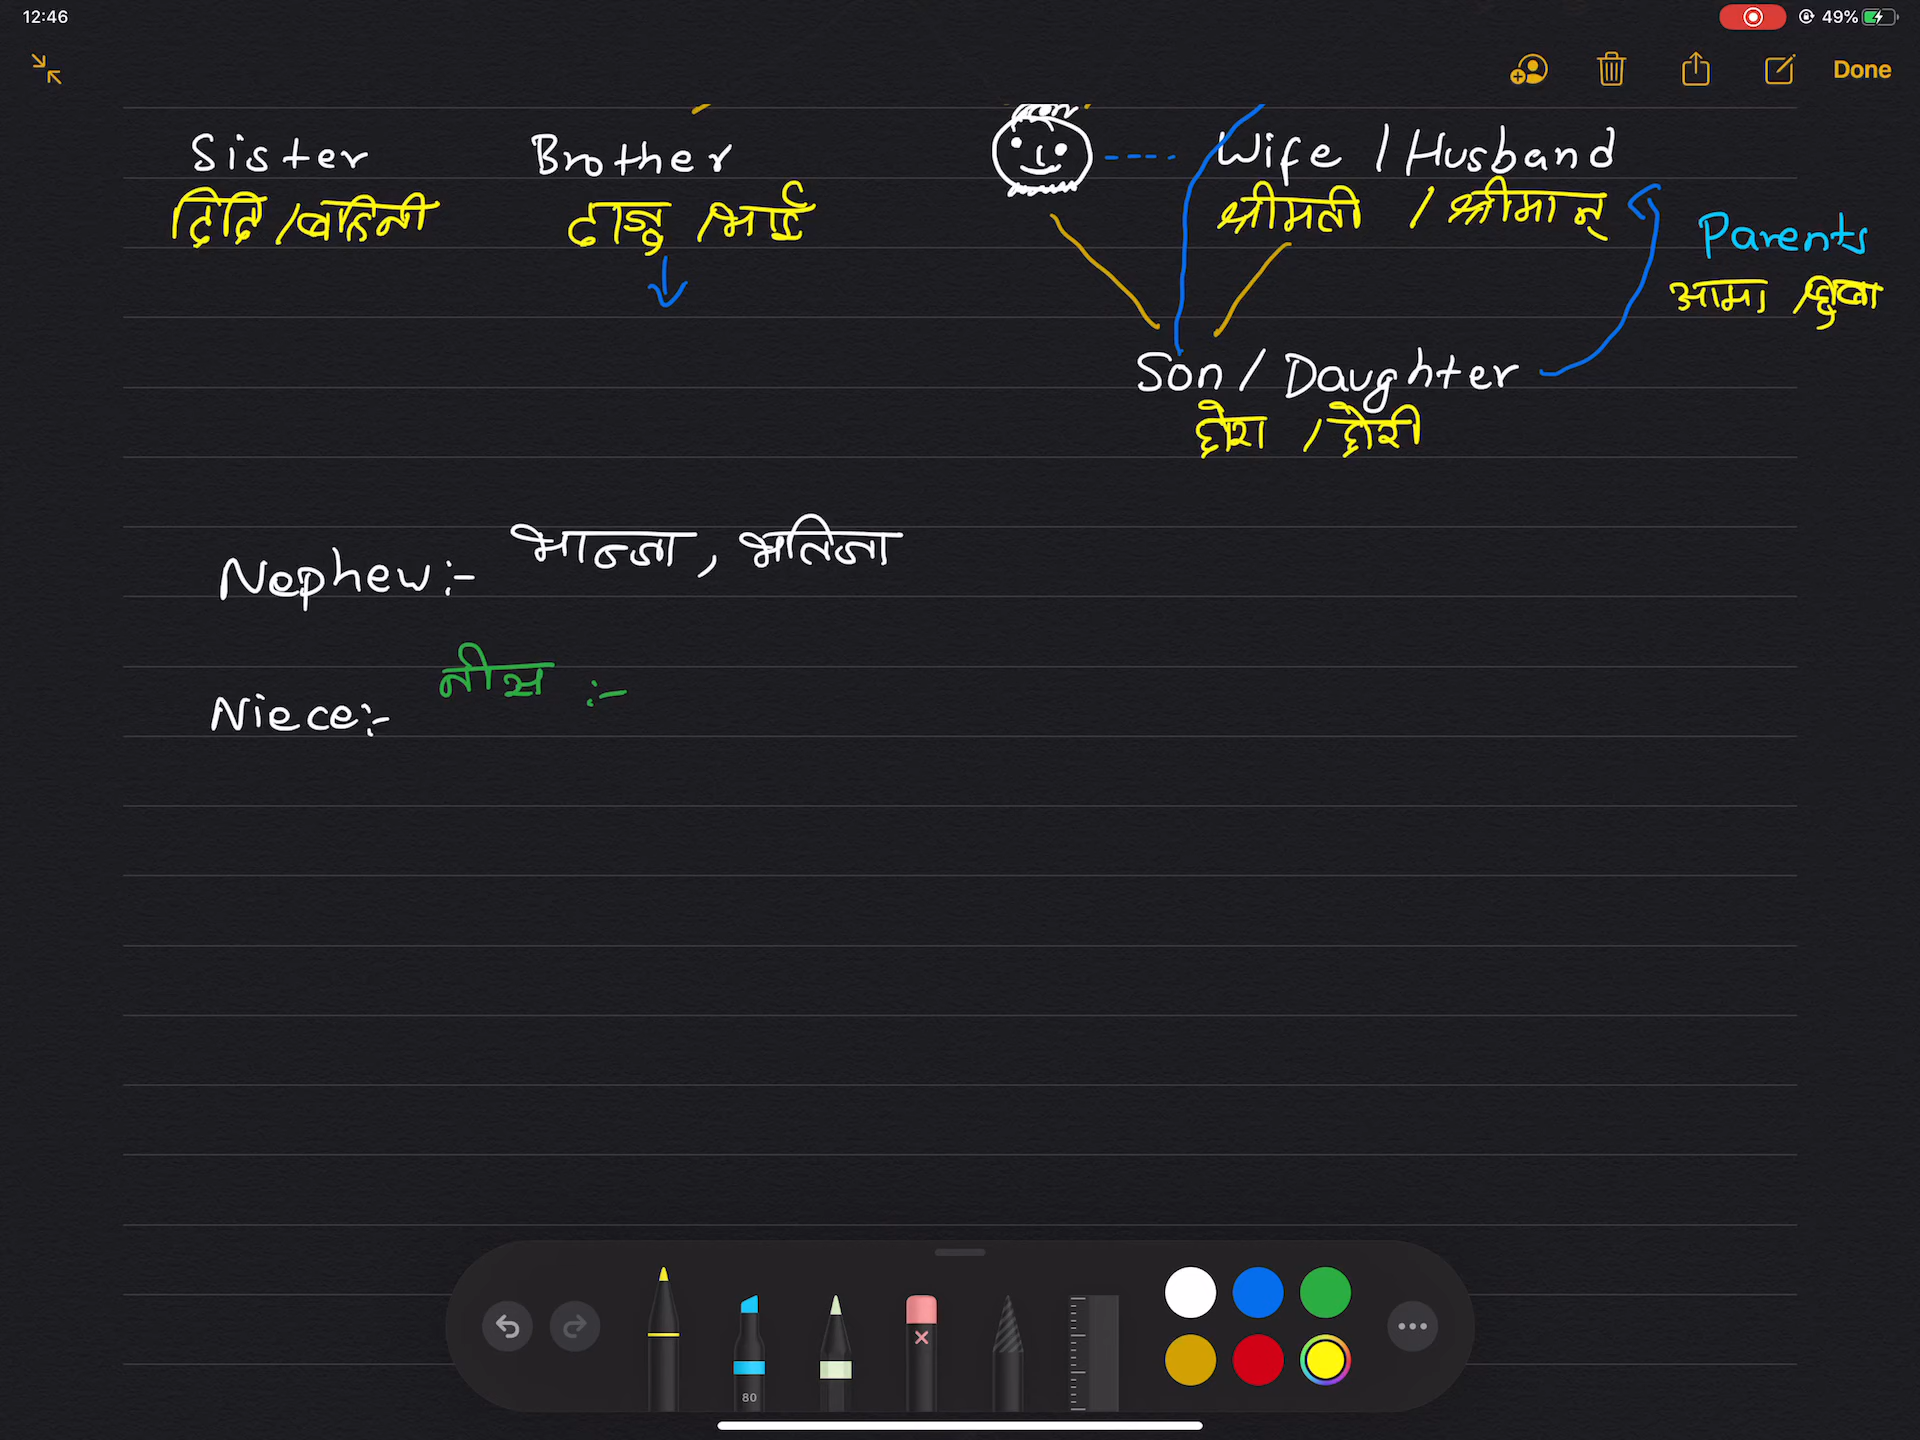 12:46
49%
Done
Sister Brother Wife / Husband
दिदि / बहिनी दाजु / भाई श्रीमती / श्रीमान्
Parents
आमा / बुवा
Son / Daughter
छोरा / छोरी
Nephew:- भान्जा, भतिजा
नीस :-
Niece:-
80